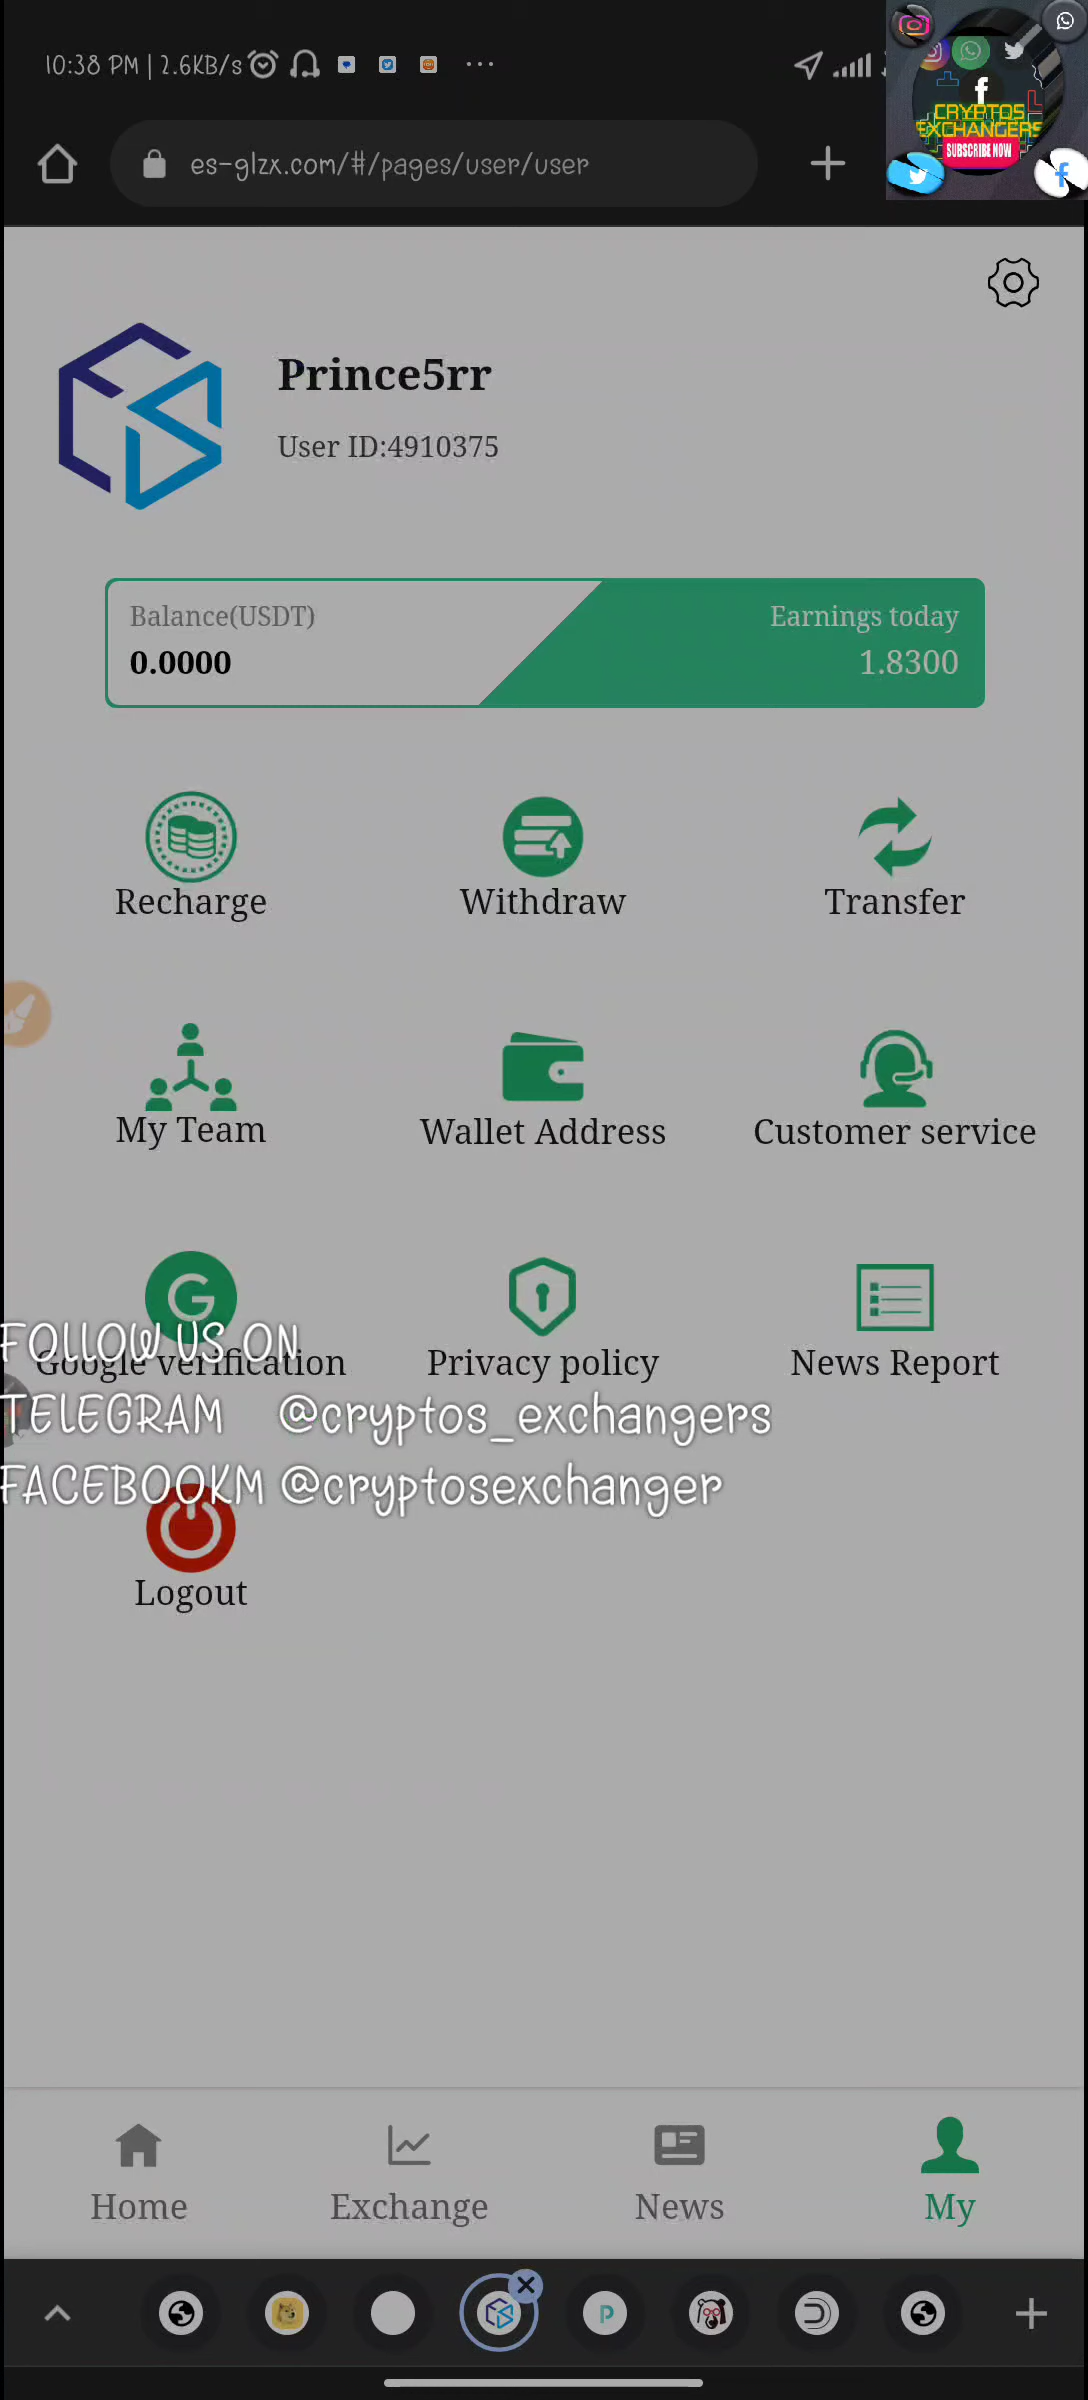 10:38 PM | 2.6KB/s
es-glzx.com/#/pages/user/user
CRYPTOS
EXCHANGERS
SUBSCRIBE NOW
Prince5rr
User ID:4910375
Balance(USDT)
0.0000
Earnings today
1.8300
Recharge
Withdraw
Transfer
My Team
Wallet Address
Customer service
FOLLOW US ON
Google verification
Privacy policy
News Report
TELEGRAM @cryptos_exchangers
FACEBOOKM @cryptosexchanger
Logout
Home
Exchange
News
My